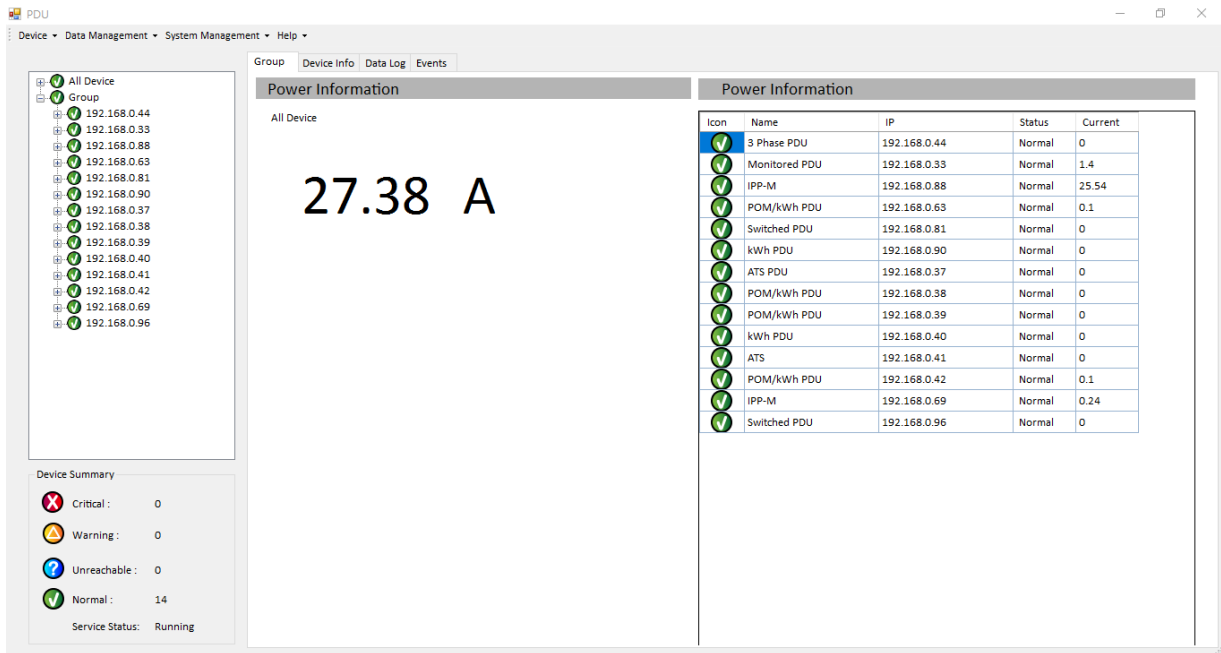 PDU
Device Data Management System Management Help
Group Device Info Data Log Events
All Device
Group
192.168.0.44
192.168.0.33
192.168.0.88
192.168.0.63
192.168.0.81
192.168.0.90
192.168.0.37
192.168.0.38
192.168.0.39
192.168.0.40
192.168.0.41
192.168.0.42
192.168.0.69
192.168.0.96
Device Summary
Critical : 0
Warning : 0
Unreachable : 0
Normal : 14
Service Status: Running
Power Information
All Device
27.38 A
Power Information
Icon Name IP Status Current
3 Phase PDU 192.168.0.44 Normal 0
Monitored PDU 192.168.0.33 Normal 1.4
IPP-M 192.168.0.88 Normal 25.54
POM/kWh PDU 192.168.0.63 Normal 0.1
Switched PDU 192.168.0.81 Normal 0
kWh PDU 192.168.0.90 Normal 0
ATS PDU 192.168.0.37 Normal 0
POM/kWh PDU 192.168.0.38 Normal 0
POM/kWh PDU 192.168.0.39 Normal 0
kWh PDU 192.168.0.40 Normal 0
ATS 192.168.0.41 Normal 0
POM/kWh PDU 192.168.0.42 Normal 0.1
IPP-M 192.168.0.69 Normal 0.24
Switched PDU 192.168.0.96 Normal 0